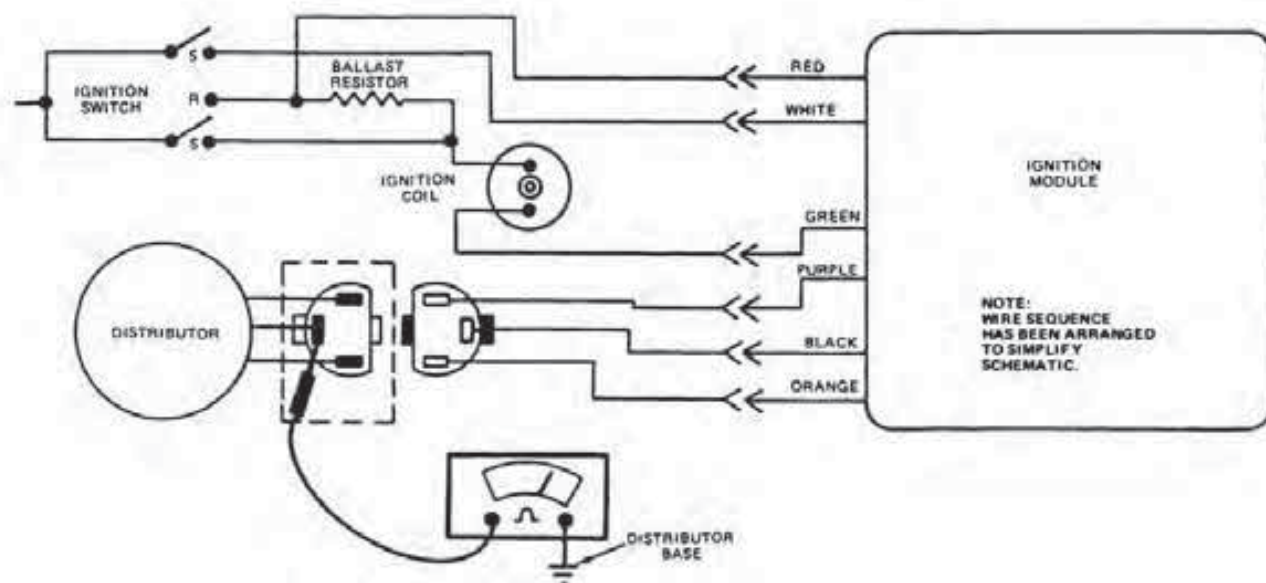 S
RED
BALLAST
RESISTOR
IGNITION
SWITCH
R
WHITE
S
IGNITION
MODULE
IGNITION
COIL
GREEN
PURPLE
DISTRIBUTOR
NOTE:
WIRE SEQUENCE
HAS BEEN ARRANGED
TO SIMPLIFY
SCHEMATIC.
BLACK
ORANGE
DISTRIBUTOR
BASE